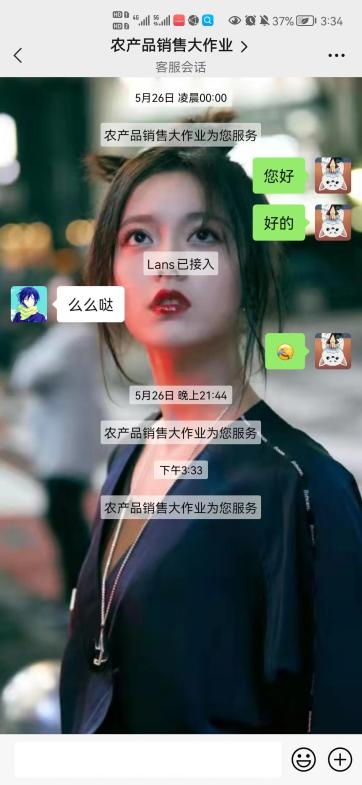 37% 3:34
农产品销售大作业
客服会话
5月26日 凌晨00:00
农产品销售大作业为您服务
您好
好的
Lans已接入
么么哒
5月26日 晚上21:44
农产品销售大作业为您服务
下午3:33
农产品销售大作业为您服务